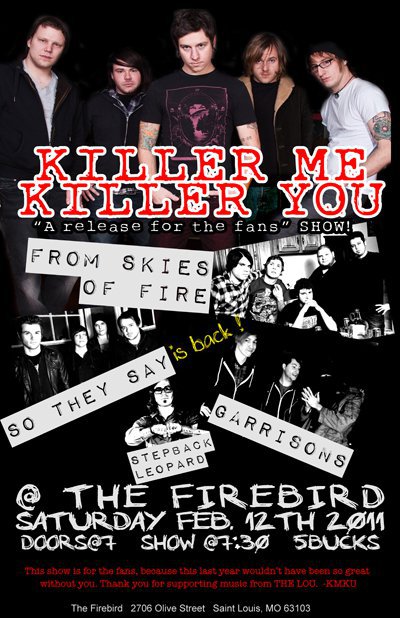 KILLER ME
KILLER YOU
"A release for the fans" SHOW!
FROM SKIES
OF FIRE
is back!
SO THEY SAY
GARRISONS
STEPBACK
LEOPARD
@ THE FIREBIRD
SATURDAY FEB. 12TH 2011
DOORS@7 SHOW @7:30 5BUCKS
This show is for the fans, because this last year wouldn't have been so great
without you. Thank you for supporting music from THE LOU. -KMKU
The Firebird 2706 Olive Street Saint Louis, MO 63103